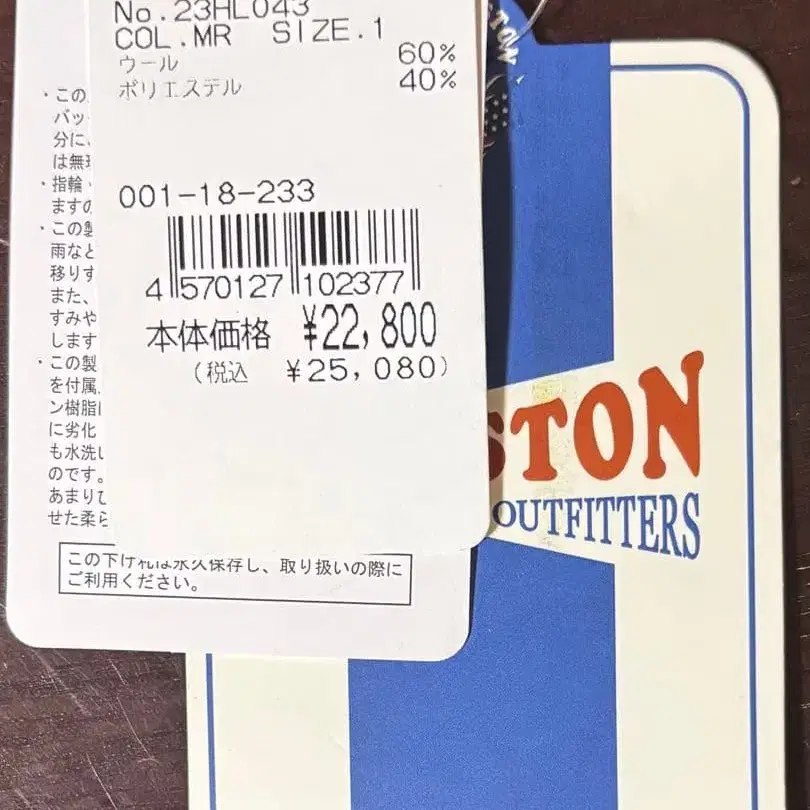 No.23HL043
COL.MR SIZE.1
ウール 60%
ポリエステル 40%
001-18-233
4 570127 102377
本体価格 ¥22,800
(税込 ¥25,080)
・この
バッ
分に、
は無
・指輪
ますの
・この製
雨など
移りす
また、
すみや
します
・この製
を付属
ン樹脂
に劣化
も水洗い
のです。
あまりひ
せた柔ら
この下げ札は永久保存し、取り扱いの際に
ご利用ください。
TON
STON
OUTFITTERS